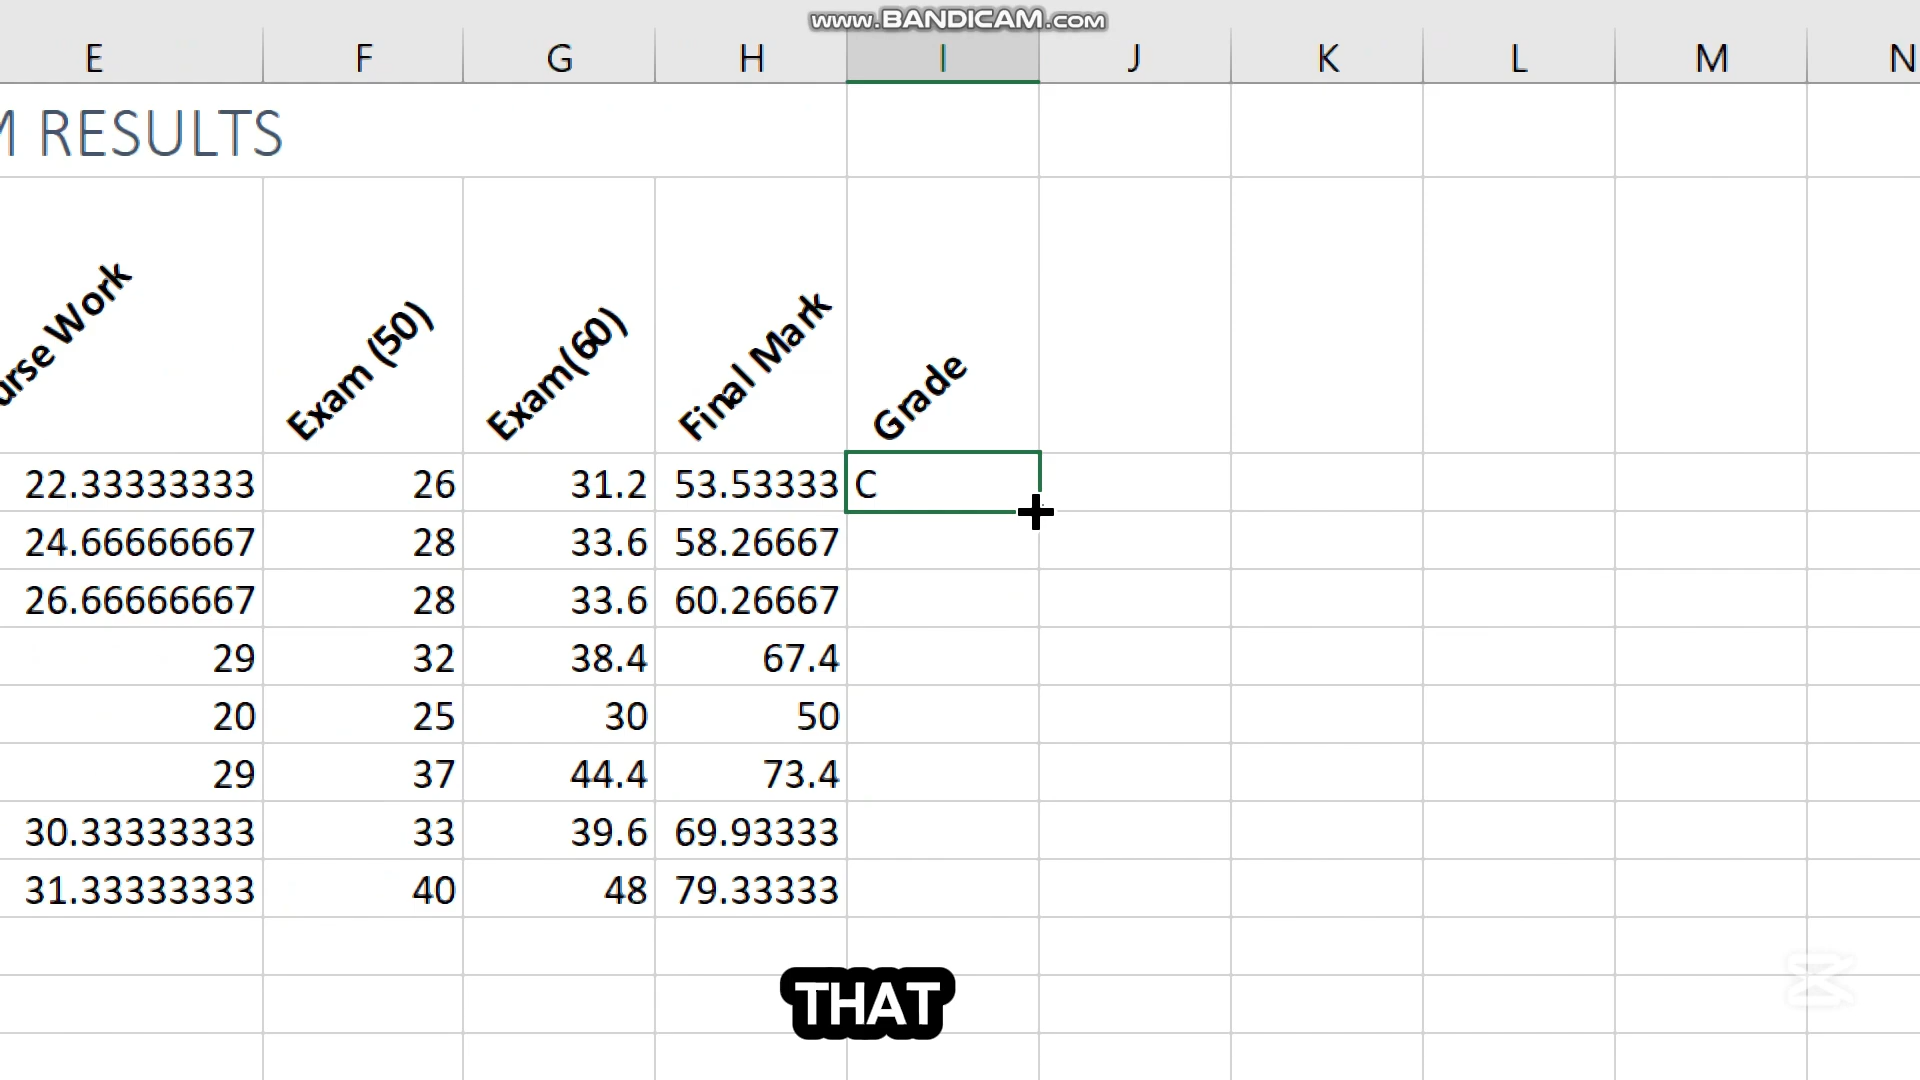 www.BANDICAM.com
E F G H I J K L M N
M RESULTS
urse Work Exam (50) Exam(60) Final Mark Grade
22.33333333 26 31.2 53.53333 C
24.66666667 28 33.6 58.26667
26.66666667 28 33.6 60.26667
29 32 38.4 67.4
20 25 30 50
29 37 44.4 73.4
30.33333333 33 39.6 69.93333
31.33333333 40 48 79.33333
THAT